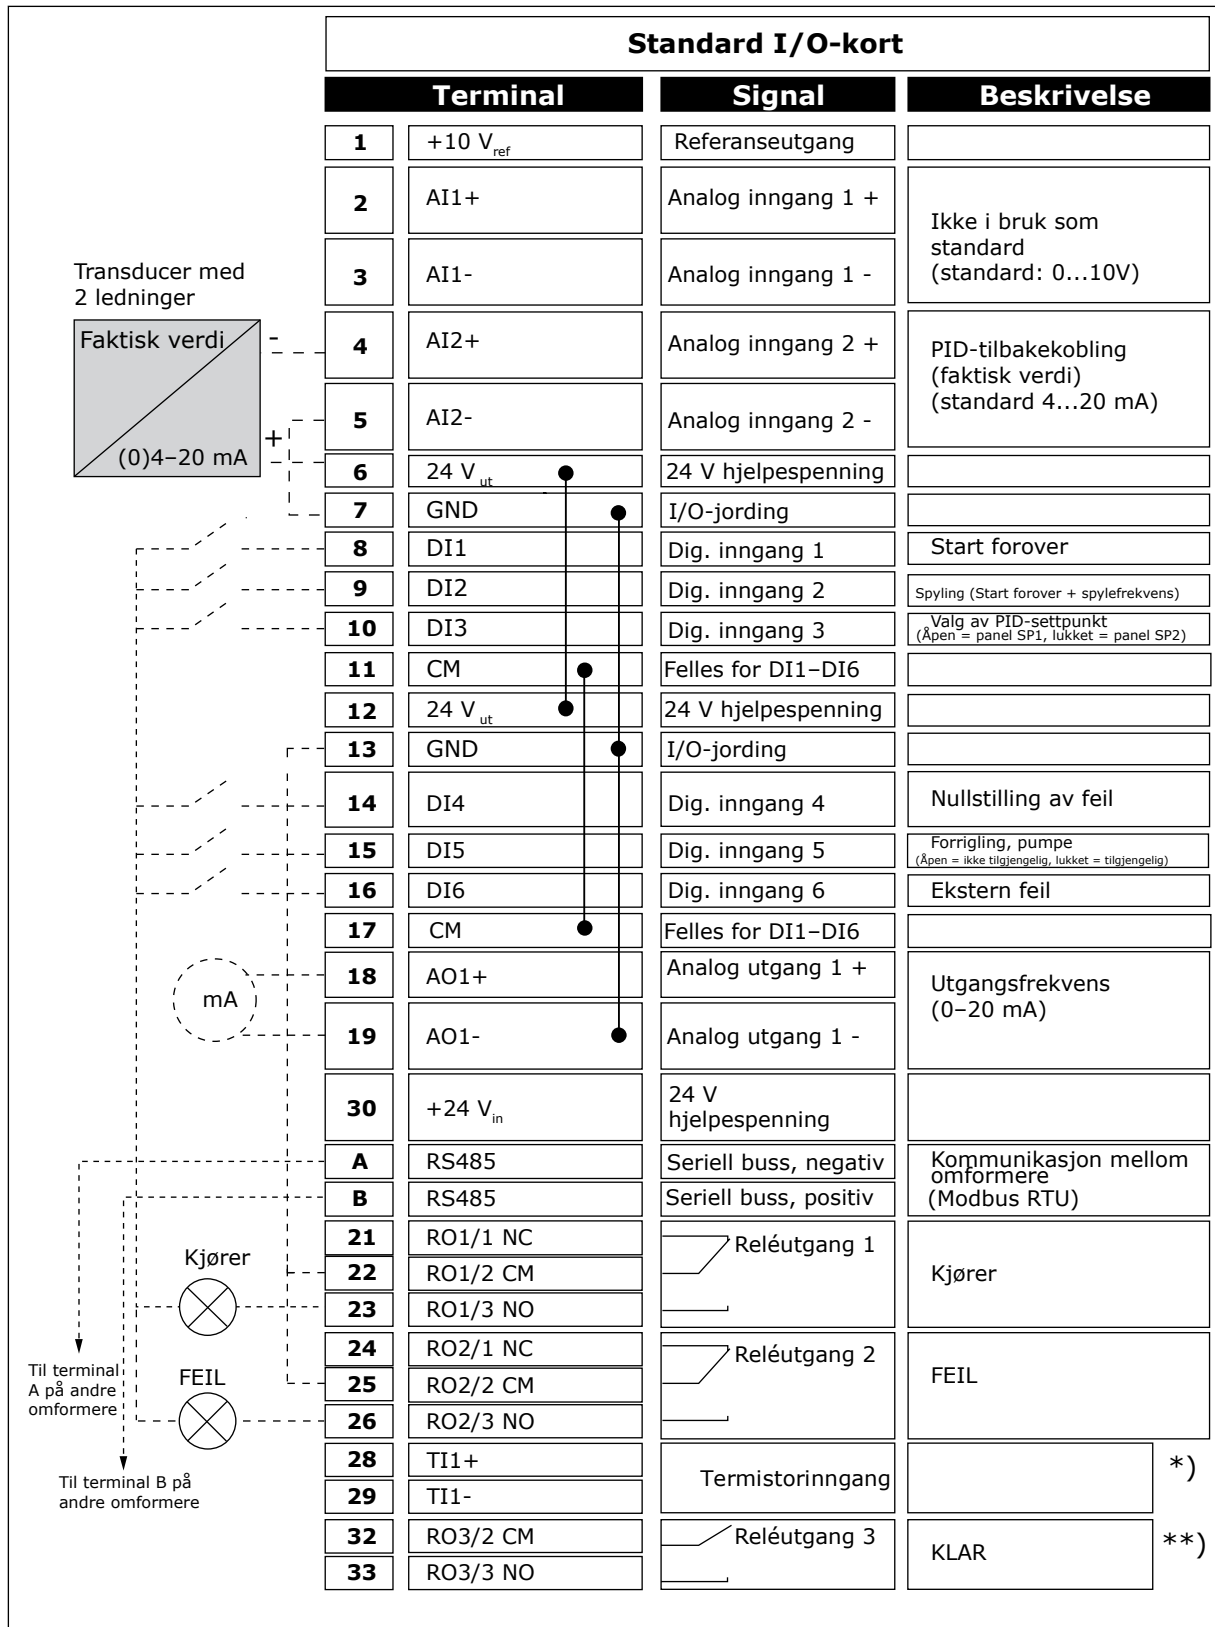 Standard I/O-kort
Terminal Signal Beskrivelse
1 +10 Vref Referanseutgang
2 AI1+ Analog inngang 1 +
Ikke i bruk som
standard
(standard: 0...10V)
3 AI1- Analog inngang 1 -
Transducer med
2 ledninger
Faktisk verdi
-
+
(0)4–20 mA
4 AI2+ Analog inngang 2 +
PID-tilbakekobling
(faktisk verdi)
(standard 4...20 mA)
5 AI2- Analog inngang 2 -
6 24 Vut 24 V hjelpespenning
7 GND I/O-jording
8 DI1 Dig. inngang 1 Start forover
9 DI2 Dig. inngang 2 Spyling (Start forover + spylefrekvens)
10 DI3 Dig. inngang 3 Valg av PID-settpunkt
(Åpen = panel SP1, lukket = panel SP2)
11 CM Felles for DI1–DI6
12 24 Vut 24 V hjelpespenning
13 GND I/O-jording
14 DI4 Dig. inngang 4 Nullstilling av feil
15 DI5 Dig. inngang 5 Forrigling, pumpe
(Åpen = ikke tilgjengelig, lukket = tilgjengelig)
16 DI6 Dig. inngang 6 Ekstern feil
17 CM Felles for DI1–DI6
18 AO1+ Analog utgang 1 +
Utgangsfrekvens
(0–20 mA)
mA
19 AO1- Analog utgang 1 -
30 +24 Vin 24 V
hjelpespenning
A RS485 Seriell buss, negativ Kommunikasjon mellom
omformere
B RS485 Seriell buss, positiv (Modbus RTU)
21 RO1/1 NC Reléutgang 1
Kjører
22 RO1/2 CM Kjører
23 RO1/3 NO
24 RO2/1 NC Reléutgang 2
Til terminal
A på andre
omformere
FEIL
25 RO2/2 CM FEIL
26 RO2/3 NO
28 TI1+ Termistorinngang *)
Til terminal B på
andre omformere
29 TI1-
32 RO3/2 CM Reléutgang 3 KLAR **)
33 RO3/3 NO